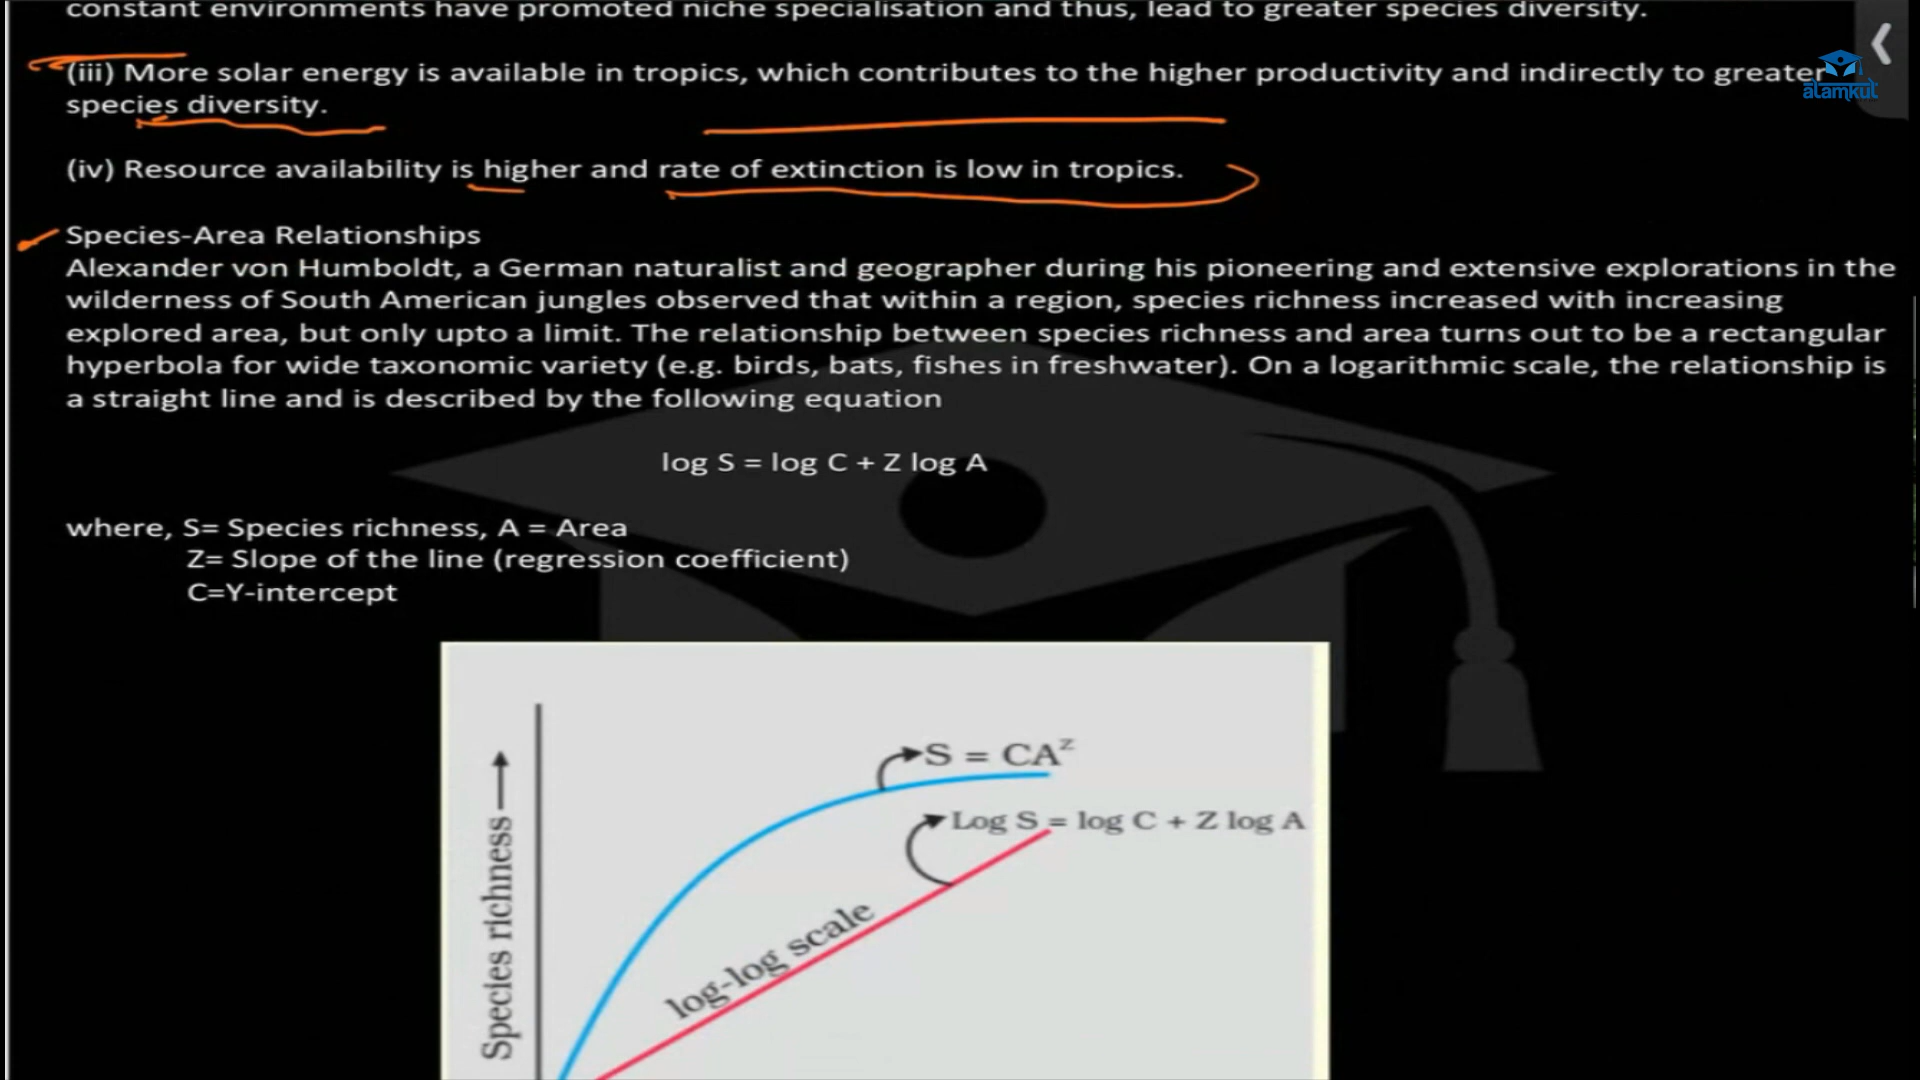 constant environments have promoted niche specialisation and thus, lead to greater species diversity.
(iii) More solar energy is available in tropics, which contributes to the higher productivity and indirectly to greater
species diversity.
alamkut
(iv) Resource availability is higher and rate of extinction is low in tropics.
Species-Area Relationships
Alexander von Humboldt, a German naturalist and geographer during his pioneering and extensive explorations in the
wilderness of South American jungles observed that within a region, species richness increased with increasing
explored area, but only upto a limit. The relationship between species richness and area turns out to be a rectangular
hyperbola for wide taxonomic variety (e.g. birds, bats, fishes in freshwater). On a logarithmic scale, the relationship is
a straight line and is described by the following equation
log S = log C + Z log A
where, S= Species richness, A = Area
Z= Slope of the line (regression coefficient)
C=Y-intercept
S = CA^Z
Log S = log C + Z log A
log-log scale
Species richness